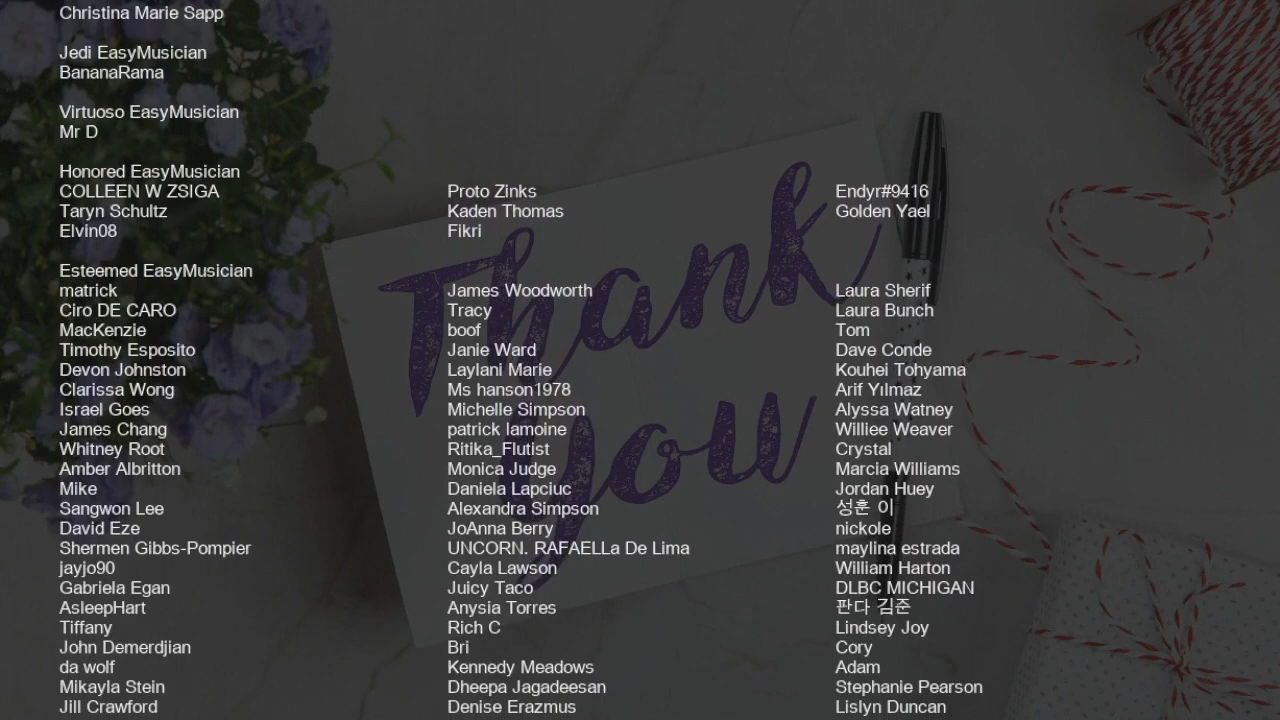 Christina Marie Sapp
Jedi EasyMusician
BananaRama
Virtuoso EasyMusician
Mr D
Honored EasyMusician
COLLEEN W ZSIGA Proto Zinks Endyr#9416
Taryn Schultz Kaden Thomas Golden Yael
Elvin08 Fikri
Esteemed EasyMusician
matrick James Woodworth Laura Sherif
Ciro DE CARO Tracy Laura Bunch
MacKenzie boof Tom
Timothy Esposito Janie Ward Dave Conde
Devon Johnston Laylani Marie Kouhei Tohyama
Clarissa Wong Ms hanson1978 Arif Yılmaz
Israel Goes Michelle Simpson Alyssa Watney
James Chang patrick lamoine Williee Weaver
Whitney Root Ritika_Flutist Crystal
Amber Albritton Monica Judge Marcia Williams
Mike Daniela Lapciuc Jordan Huey
Sangwon Lee Alexandra Simpson 성훈 이
David Eze JoAnna Berry nickole
Shermen Gibbs-Pompier UNCORN. RAFAELLa De Lima maylina estrada
jayjo90 Cayla Lawson William Harton
Gabriela Egan Juicy Taco DLBC MICHIGAN
AsleepHart Anysia Torres 판다 김준
Tiffany Rich C Lindsey Joy
John Demerdjian Bri Cory
da wolf Kennedy Meadows Adam
Mikayla Stein Dheepa Jagadeesan Stephanie Pearson
Jill Crawford Denise Erazmus Lislyn Duncan
Thank
You